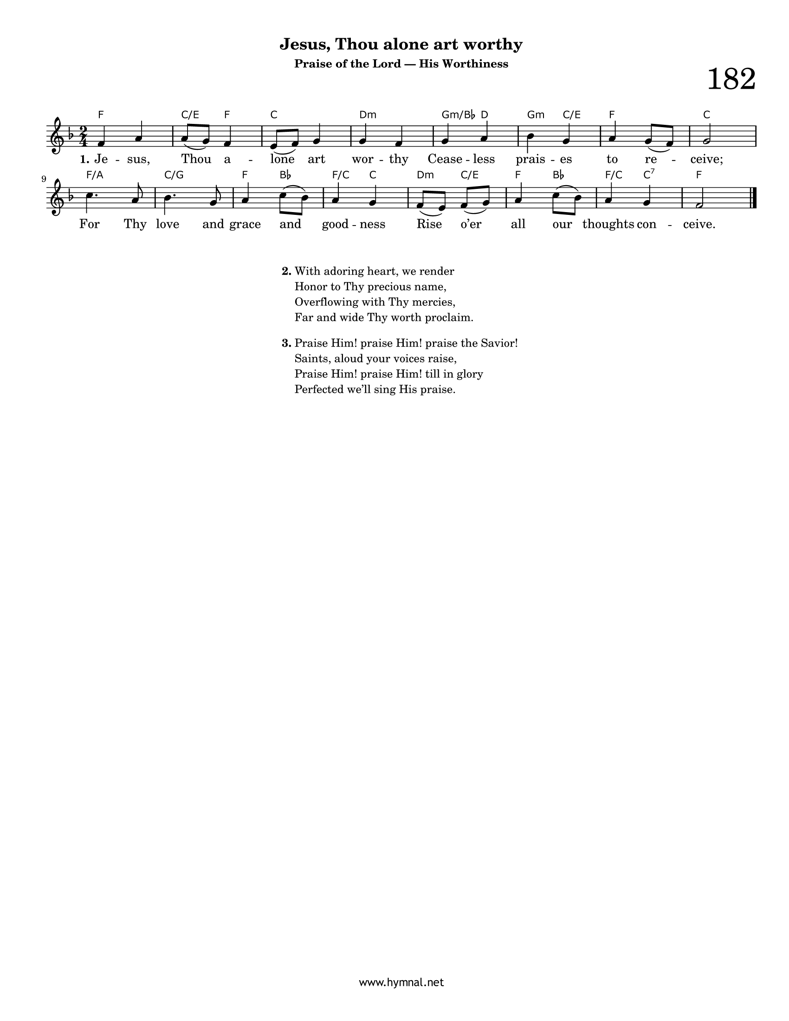 Jesus, Thou alone art worthy
Praise of the Lord — His Worthiness
182
F C/E F C Dm Gm/B♭ D Gm C/E F C
2 4
1. Je - sus, Thou a - lone art wor - thy Cease - less prais - es to re - ceive;
9 F/A C/G F B♭ F/C C Dm C/E F B♭ F/C C7 F
For Thy love and grace and good - ness Rise o'er all our thoughts con - ceive.
2. With adoring heart, we render
Honor to Thy precious name,
Overflowing with Thy mercies,
Far and wide Thy worth proclaim.
3. Praise Him! praise Him! praise the Savior!
Saints, aloud your voices raise,
Praise Him! praise Him! till in glory
Perfected we'll sing His praise.
www.hymnal.net